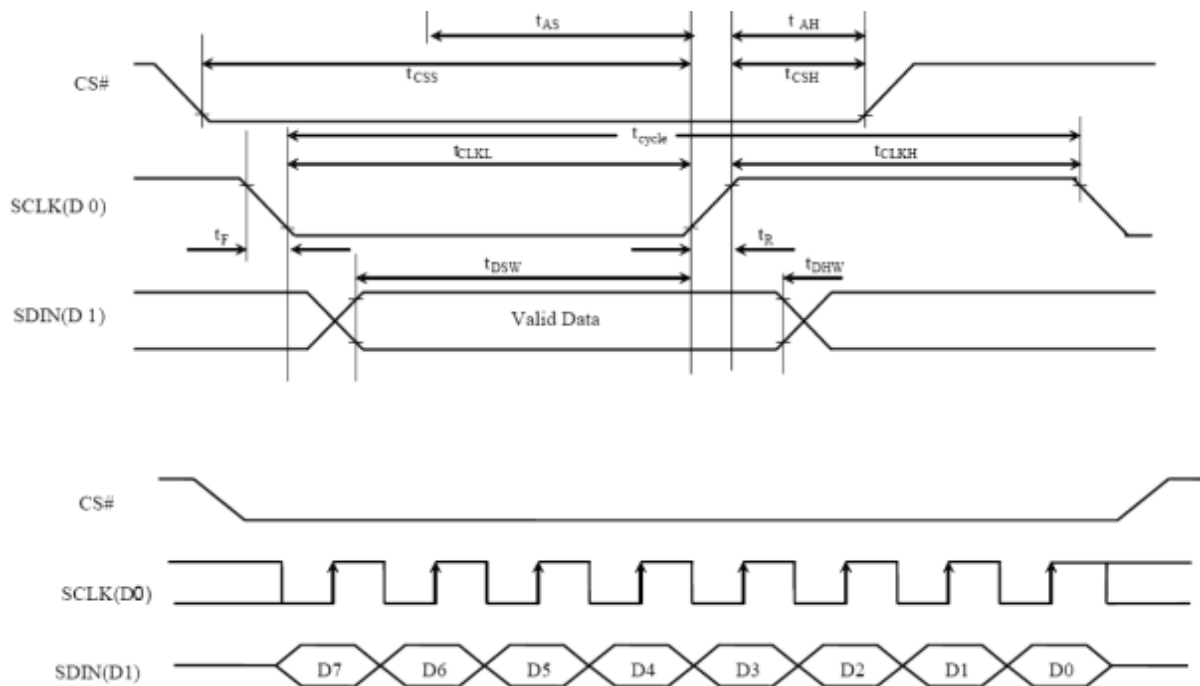 tAS
t AH
CS#
tCSS
tCSH
tcycle
tCLKL
tCLKH
SCLK(D 0)
tF
tR
tDSW
tDHW
SDIN(D 1)
Valid Data
CS#
SCLK(D0)
SDIN(D1)
D7 D6 D5 D4 D3 D2 D1 D0